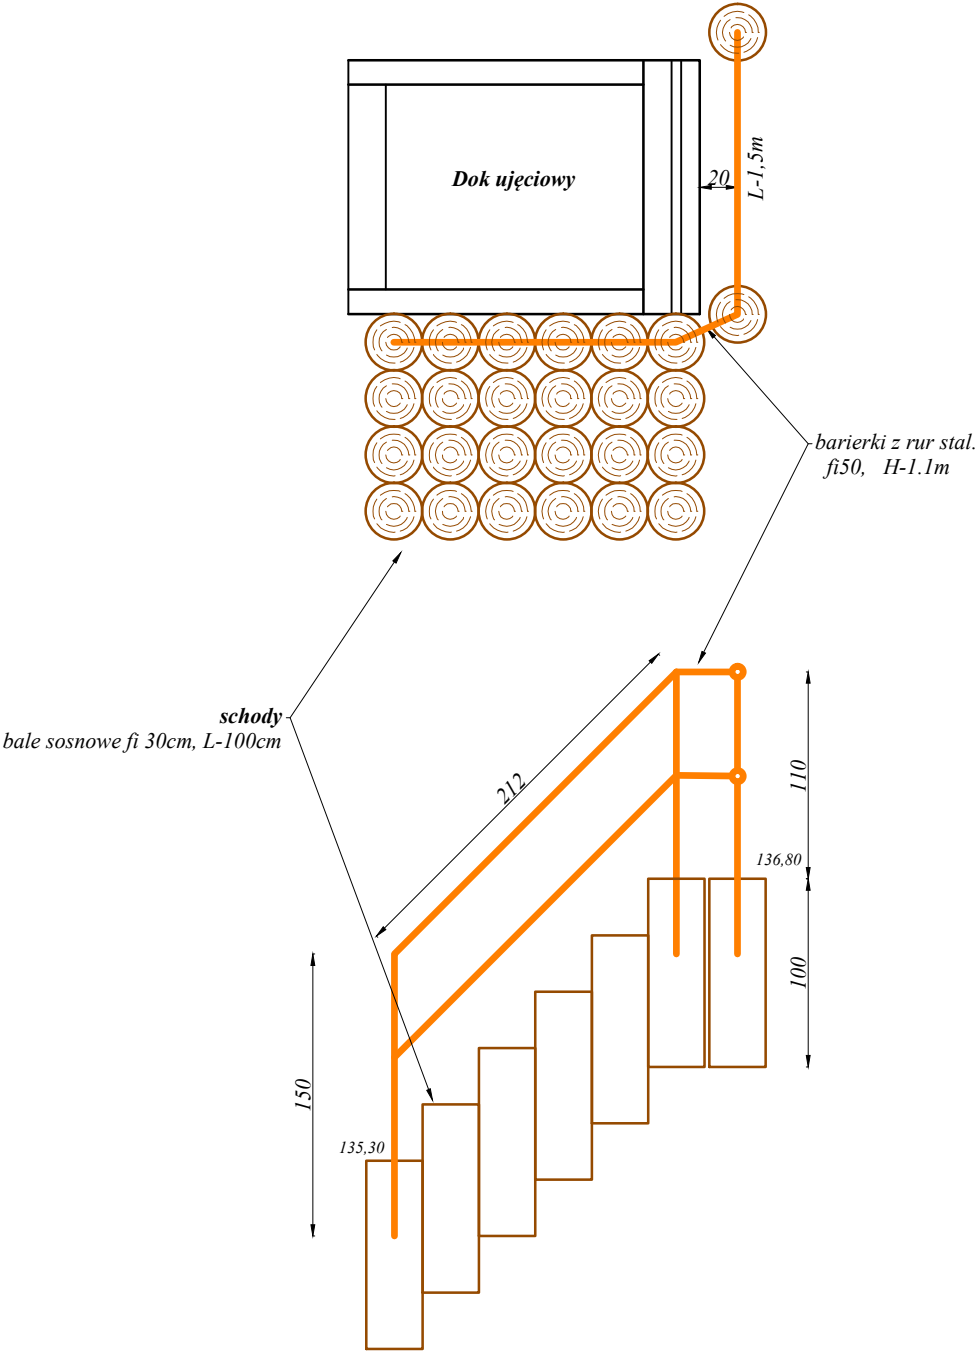 Dok ujęciowy
20
L-1,5m
barierki z rur stal.
fi50, H-1.1m
schody
bale sosnowe fi 30cm, L-100cm
212
110
136,80
100
150
135,30